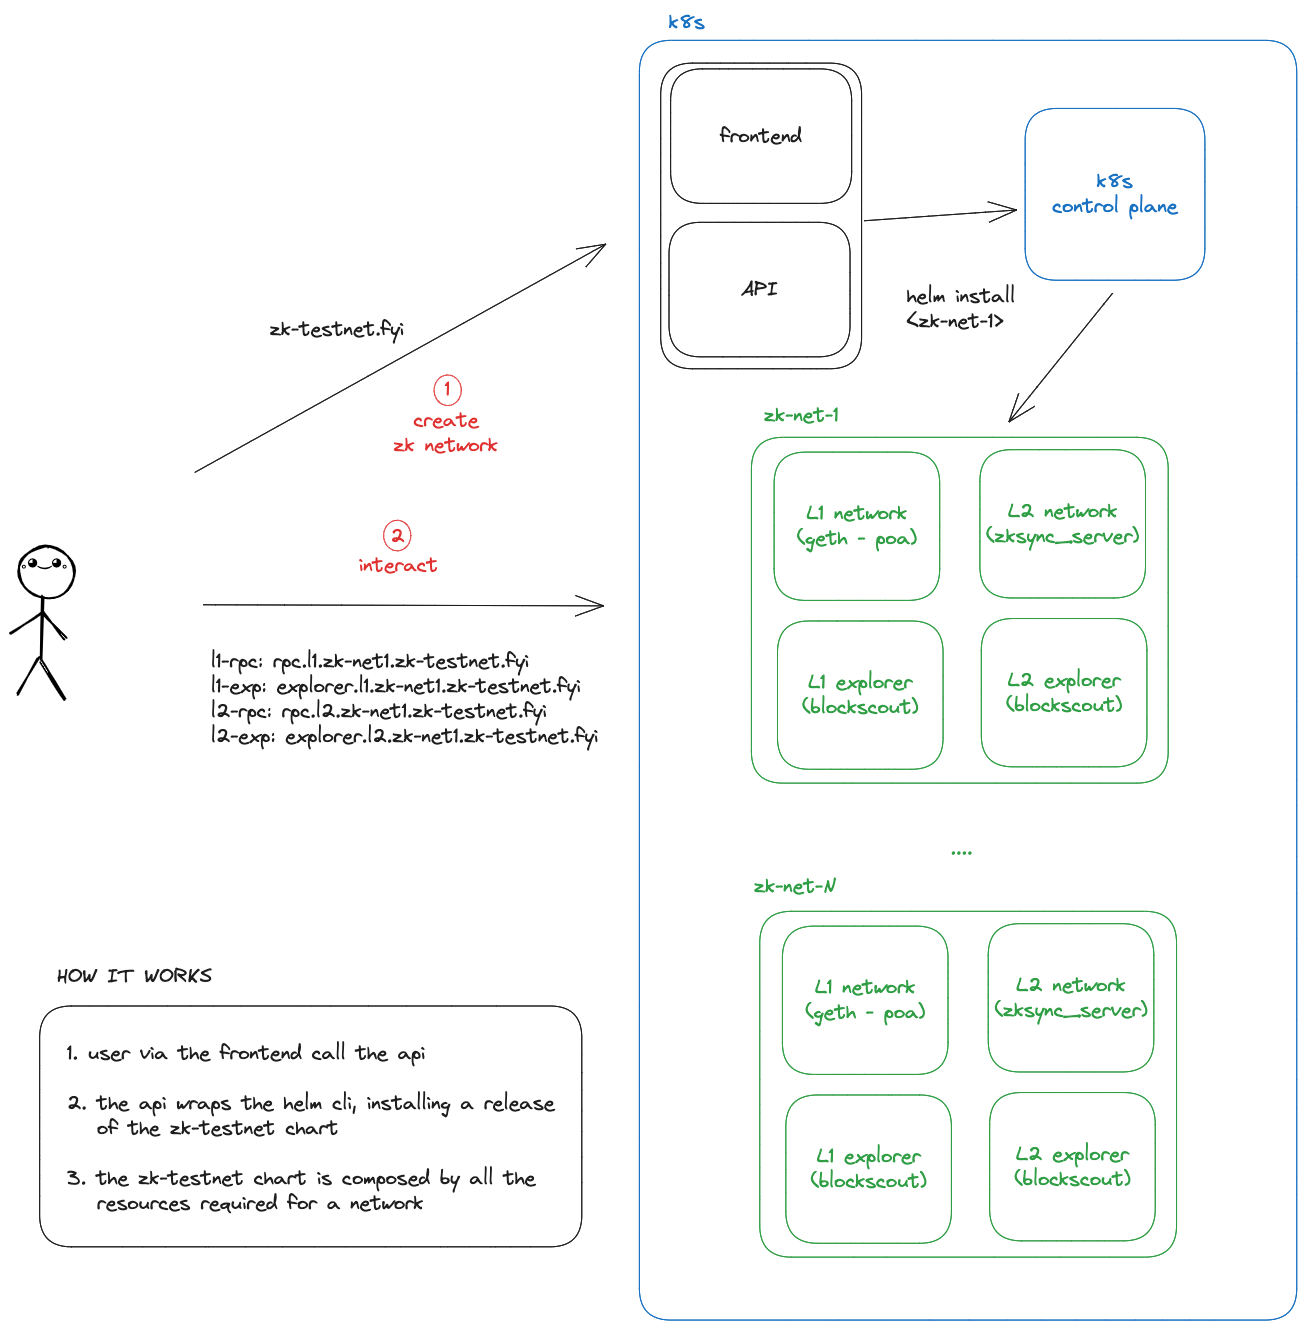 k8s
frontend
API
k8s
control plane
helm install
<zk-net-1>
zk-testnet.fyi
1
create
zk network
2
interact
l1-rpc: rpc.l1.zk-net1.zk-testnet.fyi
l1-exp: explorer.l1.zk-net1.zk-testnet.fyi
l2-rpc: rpc.l2.zk-net1.zk-testnet.fyi
l2-exp: explorer.l2.zk-net1.zk-testnet.fyi
zk-net-1
L1 network
(geth - poa)
L2 network
(zksync_server)
L1 explorer
(blockscout)
L2 explorer
(blockscout)
....
zk-net-N
L1 network
(geth - poa)
L2 network
(zksync_server)
L1 explorer
(blockscout)
L2 explorer
(blockscout)
HOW IT WORKS
1. user via the frontend call the api
2. the api wraps the helm cli, installing a release
of the zk-testnet chart
3. the zk-testnet chart is composed by all the
resources required for a network